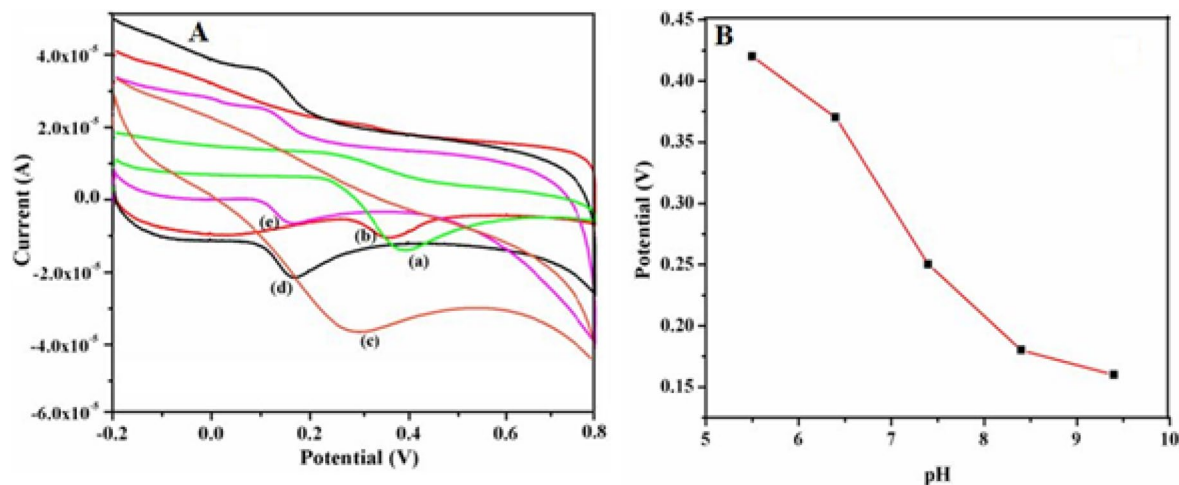 A
4.0x10⁻⁵
2.0x10⁻⁵
0.0
-2.0x10⁻⁵
-4.0x10⁻⁵
-6.0x10⁻⁵
Current (A)
(e)
(b)
(a)
(d)
(c)
-0.2 0.0 0.2 0.4 0.6 0.8
Potential (V)
B
0.45
0.40
0.35
0.30
0.25
0.20
0.15
Potential (V)
5 6 7 8 9 10
pH